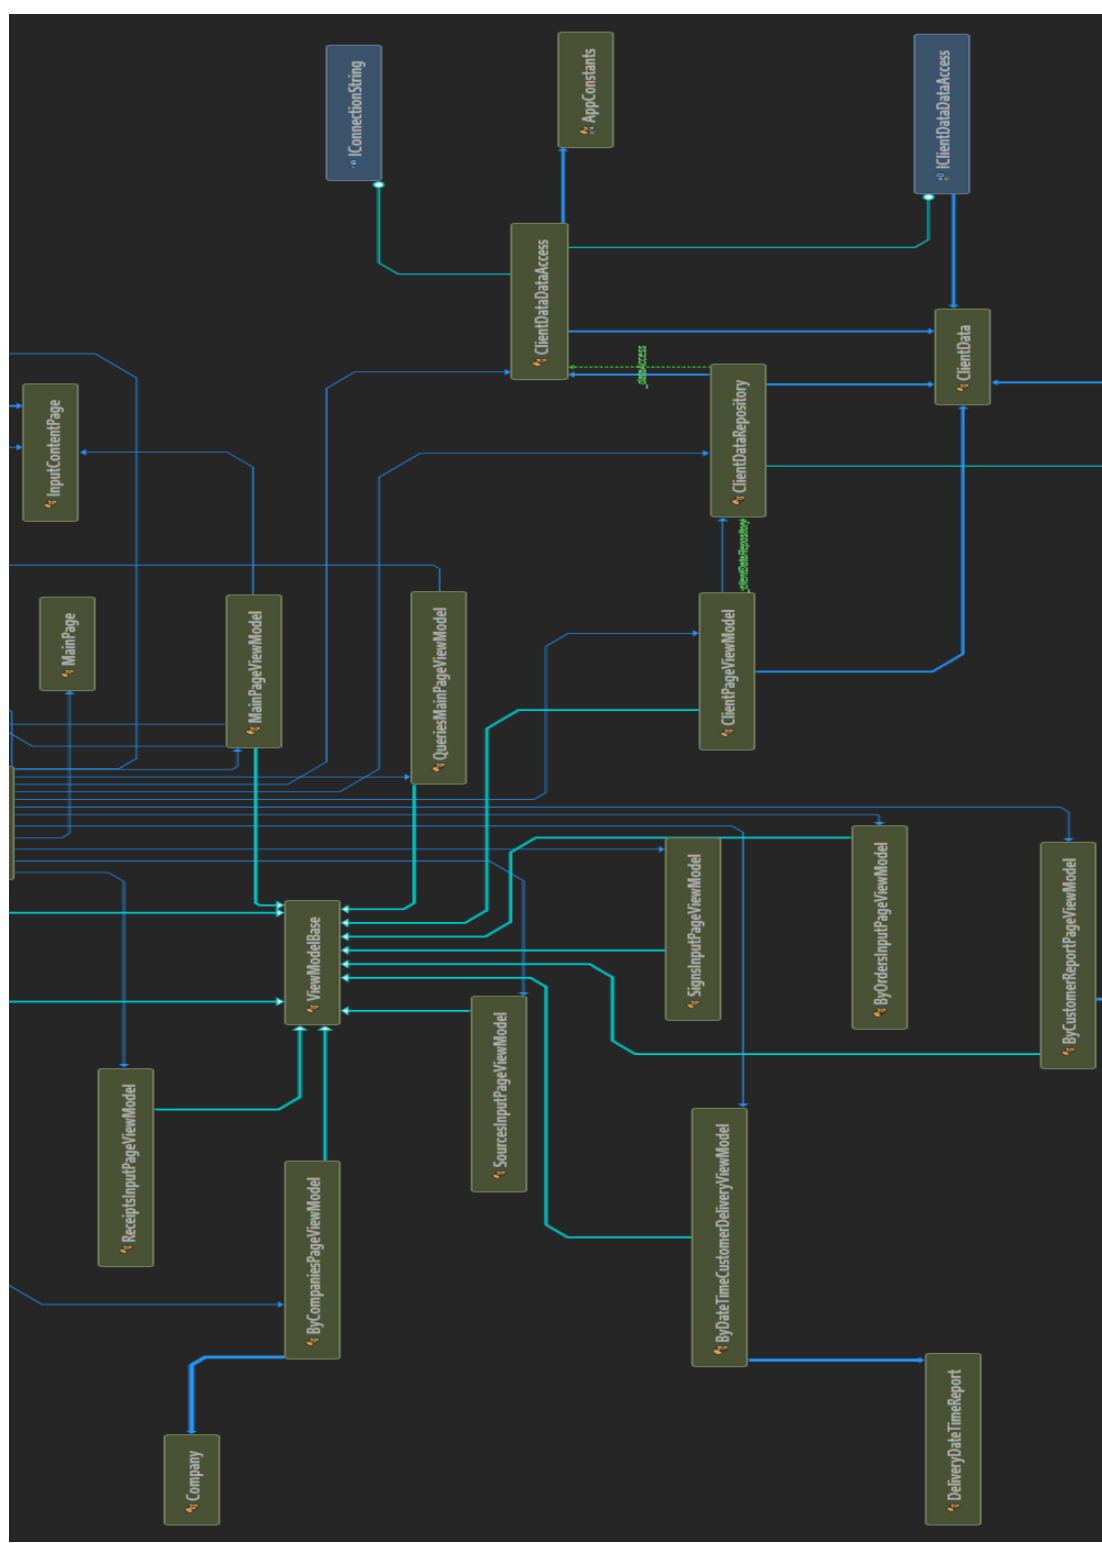 IConnectionString
AppConstants
IClientDataDataAccess
ClientDataDataAccess
ClientData
_dataAccess
InputContentPage
ClientDataRepository
_clientDataRepository
MainPage
MainPageViewModel
QueriesMainPageViewModel
ClientPageViewModel
ViewModelBase
SignsInputPageViewModel
ByOrdersInputPageViewModel
ByCustomerReportPageViewModel
SourcesInputPageViewModel
ReceiptsInputPageViewModel
ByCompaniesPageViewModel
ByDateTimeCustomerDeliveryViewModel
Company
DeliveryDateTimeReport